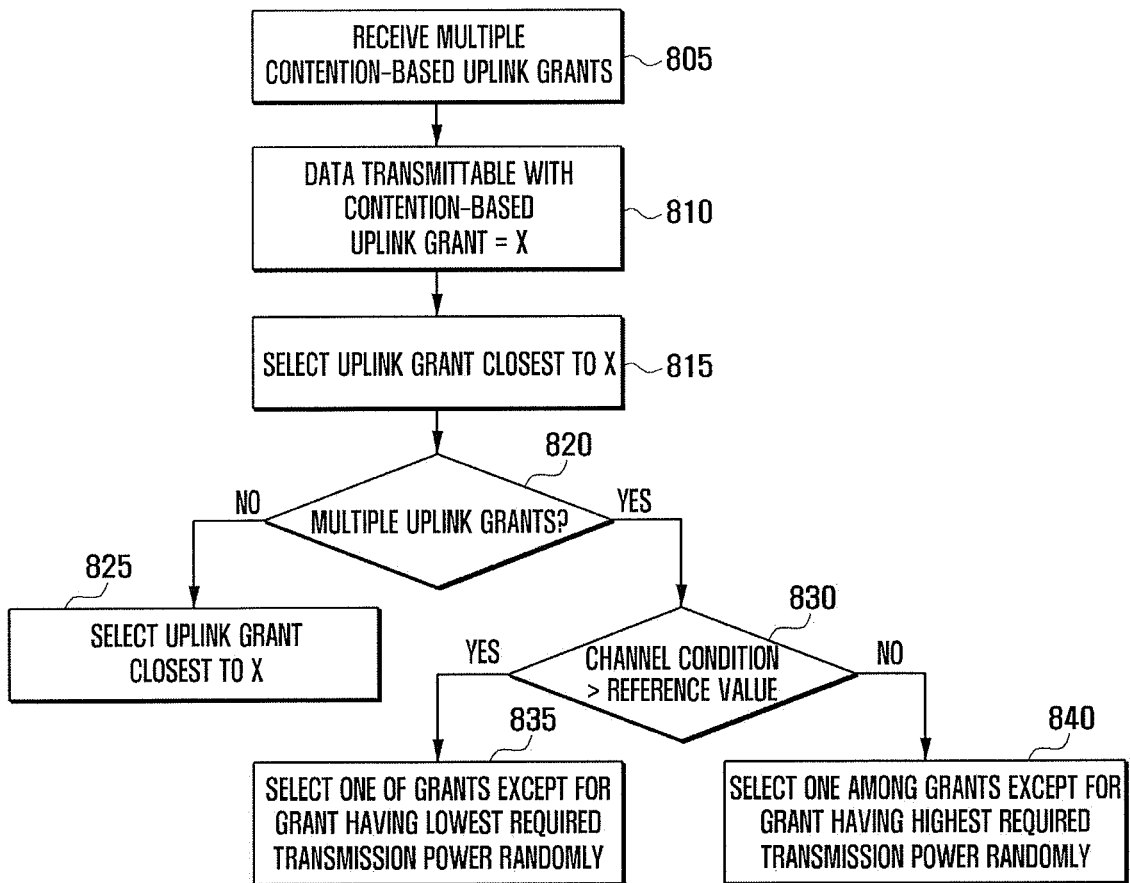 RECEIVE MULTIPLE
CONTENTION-BASED UPLINK GRANTS
805
DATA TRANSMITTABLE WITH
CONTENTION-BASED
UPLINK GRANT = X
810
SELECT UPLINK GRANT CLOSEST TO X
815
820
NO
MULTIPLE UPLINK GRANTS?
YES
825
SELECT UPLINK GRANT
CLOSEST TO X
830
YES
CHANNEL CONDITION
> REFERENCE VALUE
NO
835
SELECT ONE OF GRANTS EXCEPT FOR
GRANT HAVING LOWEST REQUIRED
TRANSMISSION POWER RANDOMLY
840
SELECT ONE AMONG GRANTS EXCEPT FOR
GRANT HAVING HIGHEST REQUIRED
TRANSMISSION POWER RANDOMLY